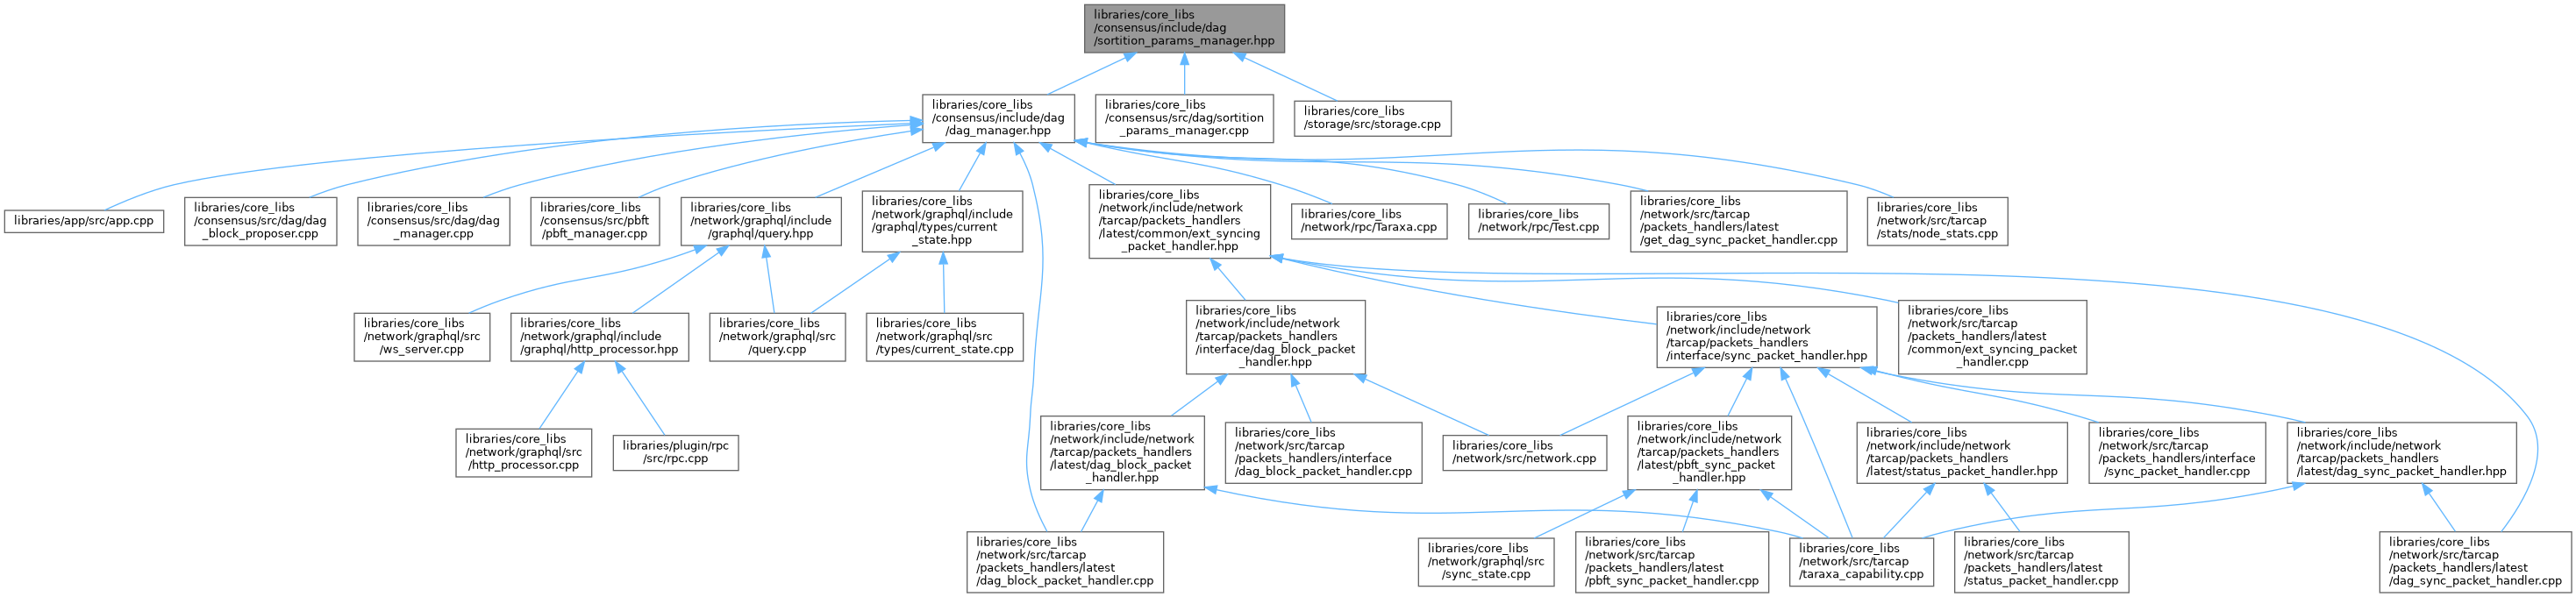 libraries/core_libs
/consensus/include/dag
/sortition_params_manager.hpp
libraries/core_libs
/consensus/include/dag
/dag_manager.hpp
libraries/core_libs
/consensus/src/dag/sortition
_params_manager.cpp
libraries/core_libs
/storage/src/storage.cpp
libraries/app/src/app.cpp
libraries/core_libs
/consensus/src/dag/dag
_block_proposer.cpp
libraries/core_libs
/consensus/src/dag/dag
_manager.cpp
libraries/core_libs
/consensus/src/pbft
/pbft_manager.cpp
libraries/core_libs
/network/graphql/include
/graphql/query.hpp
libraries/core_libs
/network/graphql/include
/graphql/types/current
_state.hpp
libraries/core_libs
/network/include/network
/tarcap/packets_handlers
/latest/common/ext_syncing
_packet_handler.hpp
libraries/core_libs
/network/rpc/Taraxa.cpp
libraries/core_libs
/network/rpc/Test.cpp
libraries/core_libs
/network/src/tarcap
/packets_handlers/latest
/get_dag_sync_packet_handler.cpp
libraries/core_libs
/network/src/tarcap
/stats/node_stats.cpp
libraries/core_libs
/network/graphql/src
/ws_server.cpp
libraries/core_libs
/network/graphql/include
/graphql/http_processor.hpp
libraries/core_libs
/network/graphql/src
/query.cpp
libraries/core_libs
/network/graphql/src
/types/current_state.cpp
libraries/core_libs
/network/include/network
/tarcap/packets_handlers
/interface/dag_block_packet
_handler.hpp
libraries/core_libs
/network/include/network
/tarcap/packets_handlers
/interface/sync_packet_handler.hpp
libraries/core_libs
/network/src/tarcap
/packets_handlers/latest
/common/ext_syncing_packet
_handler.cpp
libraries/core_libs
/network/graphql/src
/http_processor.cpp
libraries/plugin/rpc
/src/rpc.cpp
libraries/core_libs
/network/include/network
/tarcap/packets_handlers
/latest/dag_block_packet
_handler.hpp
libraries/core_libs
/network/src/tarcap
/packets_handlers/interface
/dag_block_packet_handler.cpp
libraries/core_libs
/network/src/network.cpp
libraries/core_libs
/network/include/network
/tarcap/packets_handlers
/latest/pbft_sync_packet
_handler.hpp
libraries/core_libs
/network/include/network
/tarcap/packets_handlers
/latest/status_packet_handler.hpp
libraries/core_libs
/network/src/tarcap
/packets_handlers/interface
/sync_packet_handler.cpp
libraries/core_libs
/network/include/network
/tarcap/packets_handlers
/latest/dag_sync_packet_handler.hpp
libraries/core_libs
/network/src/tarcap
/packets_handlers/latest
/dag_block_packet_handler.cpp
libraries/core_libs
/network/graphql/src
/sync_state.cpp
libraries/core_libs
/network/src/tarcap
/packets_handlers/latest
/pbft_sync_packet_handler.cpp
libraries/core_libs
/network/src/tarcap
/taraxa_capability.cpp
libraries/core_libs
/network/src/tarcap
/packets_handlers/latest
/status_packet_handler.cpp
libraries/core_libs
/network/src/tarcap
/packets_handlers/latest
/dag_sync_packet_handler.cpp